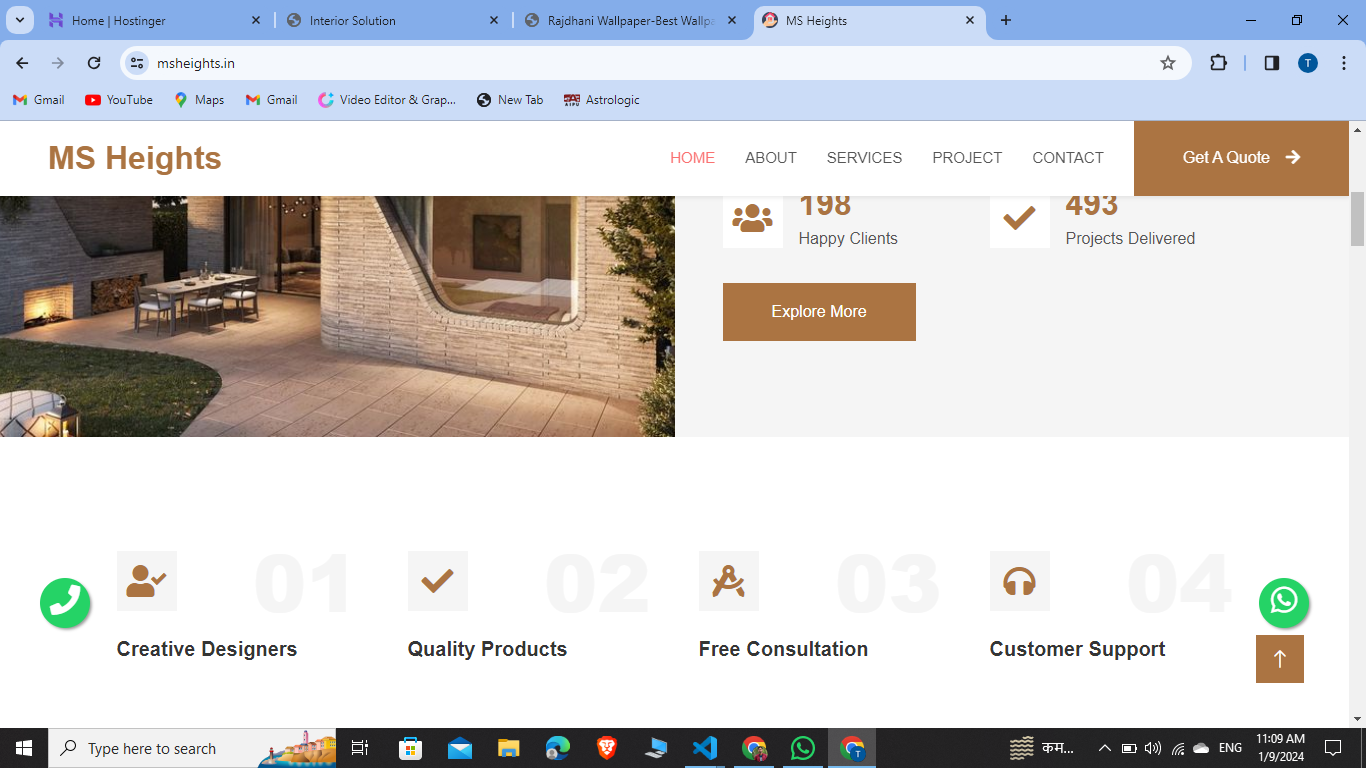 Home | Hostinger
Interior Solution
Rajdhani Wallpaper-Best Wallpa
MS Heights
msheights.in
T
Gmail
YouTube
Maps
Gmail
Video Editor & Grap...
New Tab
Astrologic
MS Heights
HOME
ABOUT
SERVICES
PROJECT
CONTACT
Get A Quote
198
Happy Clients
493
Projects Delivered
Explore More
01
02
03
04
Creative Designers
Quality Products
Free Consultation
Customer Support
Type here to search
T
कम...
ENG
11:09 AM
1/9/2024